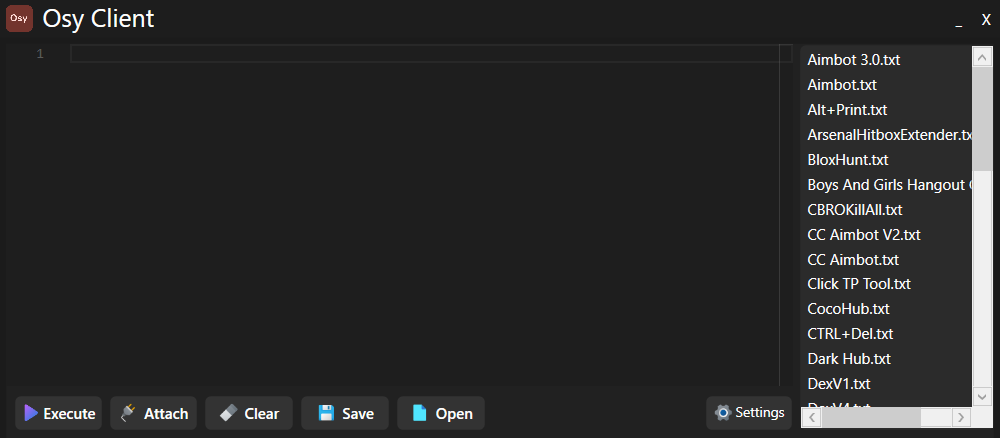 Osy
Osy Client
_ X
1
Aimbot 3.0.txt
Aimbot.txt
Alt+Print.txt
ArsenalHitboxExtender.tx
BloxHunt.txt
Boys And Girls Hangout
CBROKillAll.txt
CC Aimbot V2.txt
CC Aimbot.txt
Click TP Tool.txt
CocoHub.txt
CTRL+Del.txt
Dark Hub.txt
DexV1.txt
DexV4.txt
Execute
Attach
Clear
Save
Open
Settings